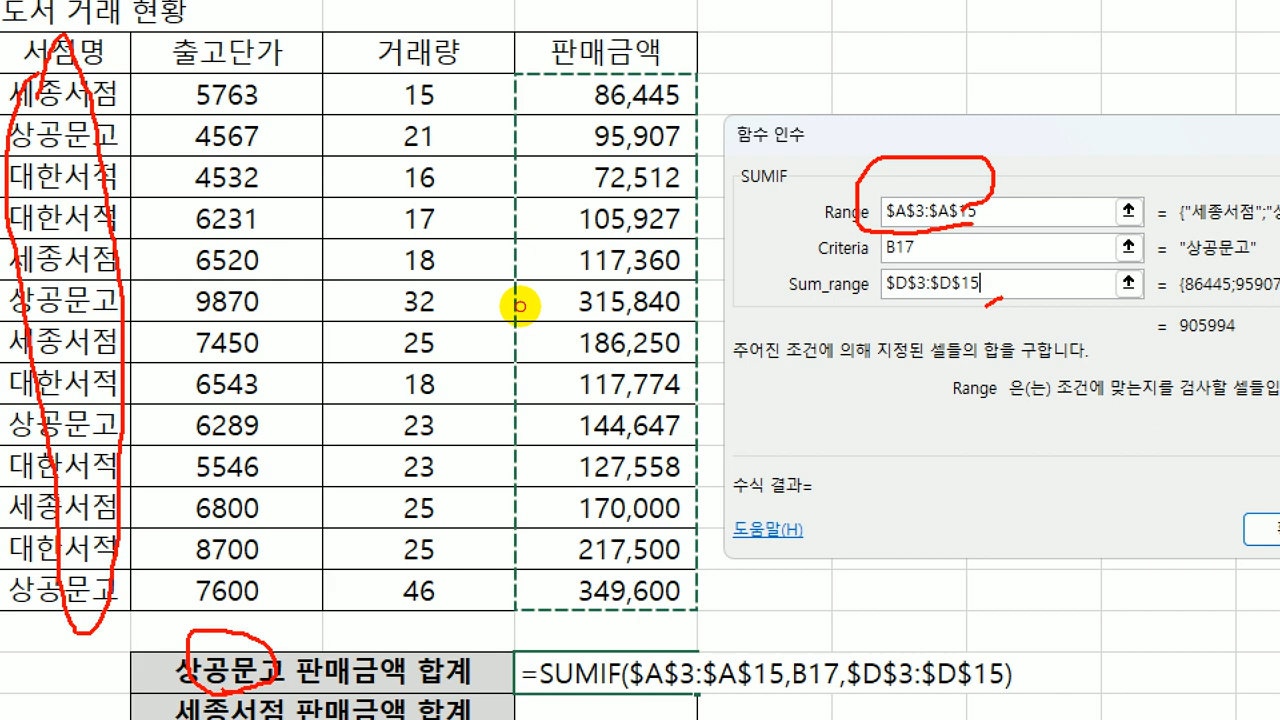 도서 거래 현황
서점명 출고단가 거래량 판매금액
세종서점 5763 15 86,445
상공문고 4567 21 95,907
대한서적 4532 16 72,512
대한서적 6231 17 105,927
세종서점 6520 18 117,360
상공문고 9870 32 315,840
세종서점 7450 25 186,250
대한서적 6543 18 117,774
상공문고 6289 23 144,647
대한서적 5546 23 127,558
세종서점 6800 25 170,000
대한서적 8700 25 217,500
상공문고 7600 46 349,600
상공문고 판매금액 합계 =SUMIF($A$3:$A$15,B17,$D$3:$D$15)
세종서점 판매금액 합계
함수 인수
SUMIF
Range $A$3:$A$15 = {"세종서점";"상
Criteria B17 = "상공문고"
Sum_range $D$3:$D$15 = {86445;95907
= 905994
주어진 조건에 의해 지정된 셀들의 합을 구합니다.
Range 은(는) 조건에 맞는지를 검사할 셀들입
수식 결과=
도움말(H)